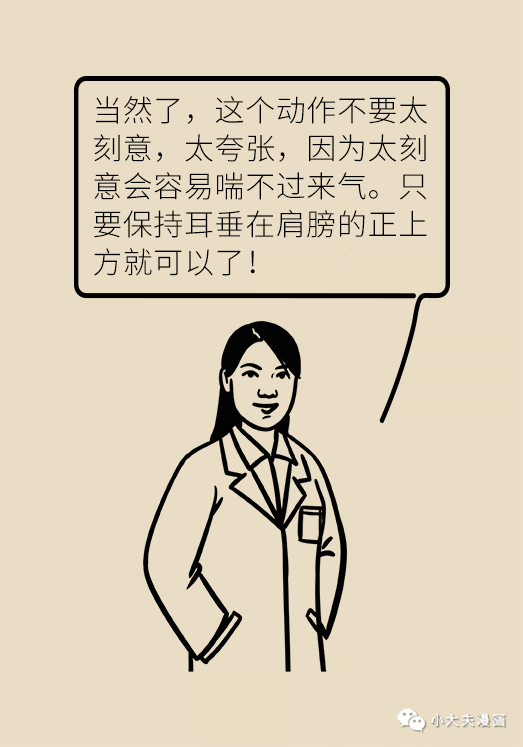 当然了，这个动作不要太
刻意，太夸张，因为太刻
意会容易喘不过来气。只
要保持耳垂在肩膀的正上
方就可以了！
小大夫漫画